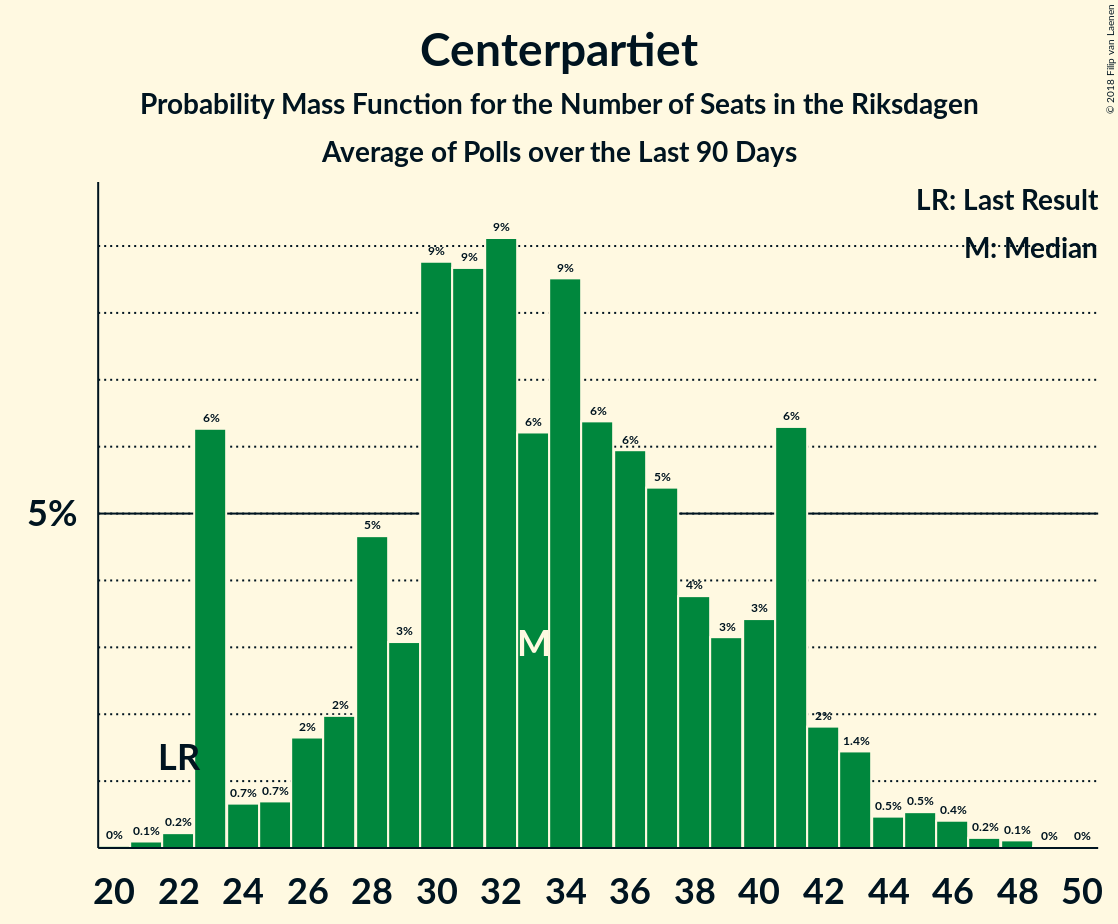 Centerpartiet
Probability Mass Function for the Number of Seats in the Riksdagen
Average of Polls over the Last 90 Days
© 2018 Filip van Laenen
LR: Last Result
M: Median
5%
0% 0.1% 0.2% 6% 0.7% 0.7% 2% 2% 5% 3% 9% 9% 9% 6% 9% 6% 6% 5% 4% 3% 3% 6% 2% 1.4% 0.5% 0.5% 0.4% 0.2% 0.1% 0% 0%
LR
M
20 22 24 26 28 30 32 34 36 38 40 42 44 46 48 50